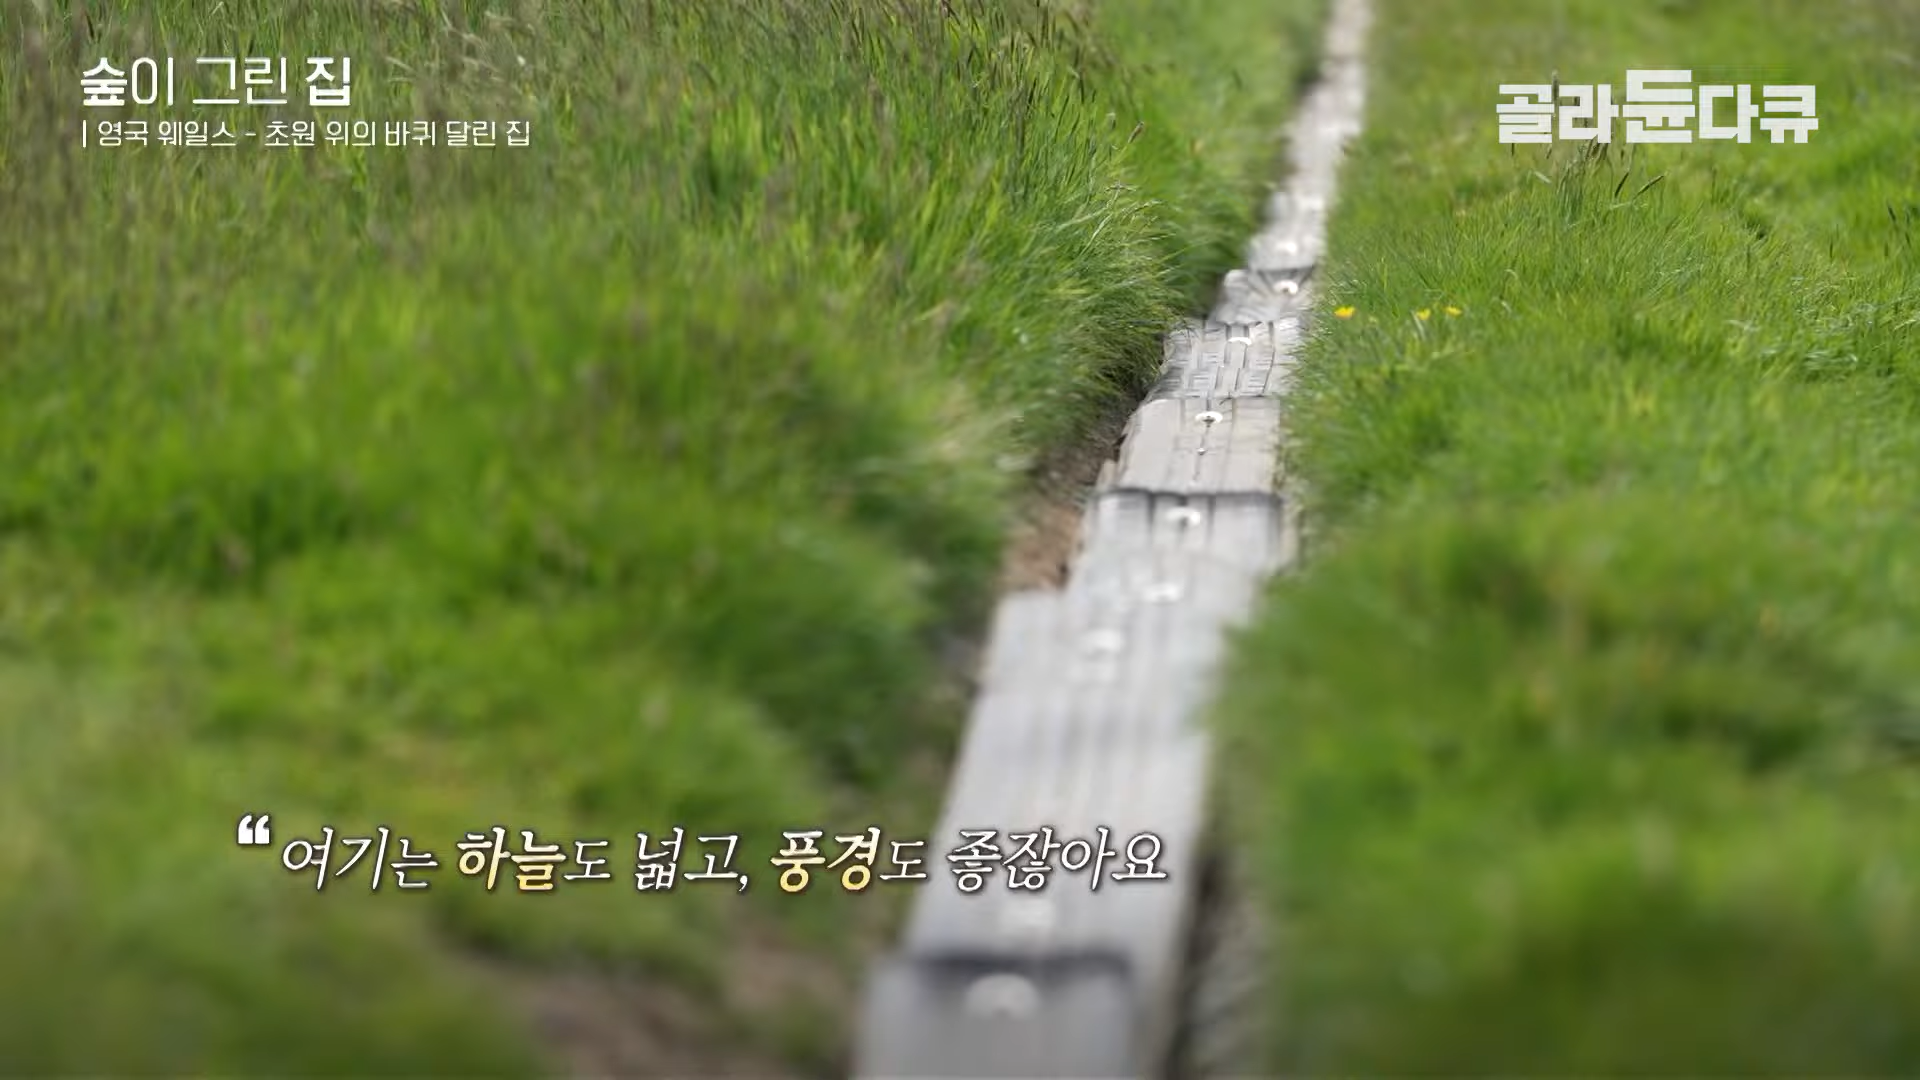 숲이 그린 집
| 영국 웨일스 - 초원 위의 바퀴 달린 집
골라둔다큐
❝여기는 하늘도 넓고, 풍경도 좋잖아요